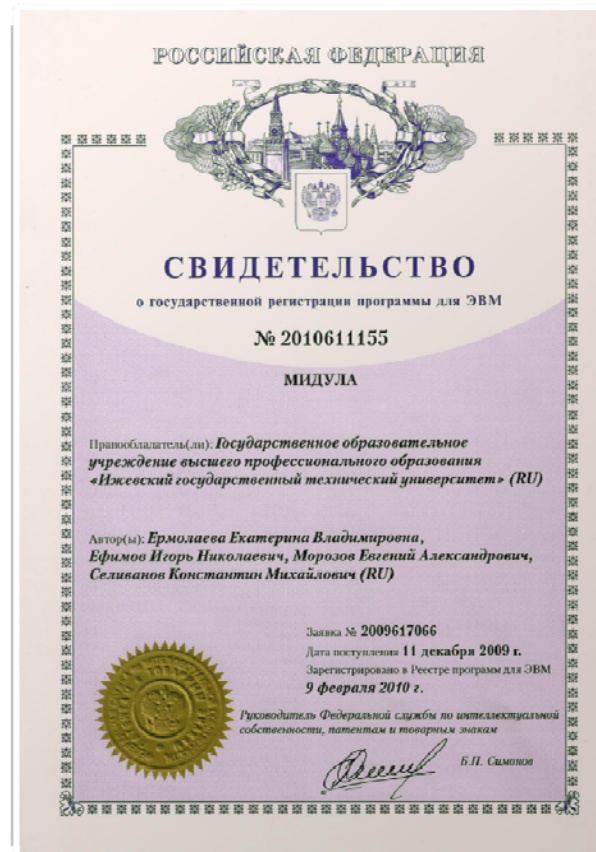 РОССИЙСКАЯ ФЕДЕРАЦИЯ
СВИДЕТЕЛЬСТВО
о государственной регистрации программы для ЭВМ
№ 2010611155
МИДУЛА
Правообладатель(ли): Государственное образовательное
учреждение высшего профессионального образования
«Ижевский государственный технический университет» (RU)
Автор(ы): Ермолаева Екатерина Владимировна,
Ефимов Игорь Николаевич, Морозов Евгений Александрович,
Селиванов Константин Михайлович (RU)
Заявка № 2009617066
Дата поступления 11 декабря 2009 г.
Зарегистрировано в Реестре программ для ЭВМ
9 февраля 2010 г.
Руководитель Федеральной службы по интеллектуальной
собственности, патентам и товарным знакам
Б.П. Симонов